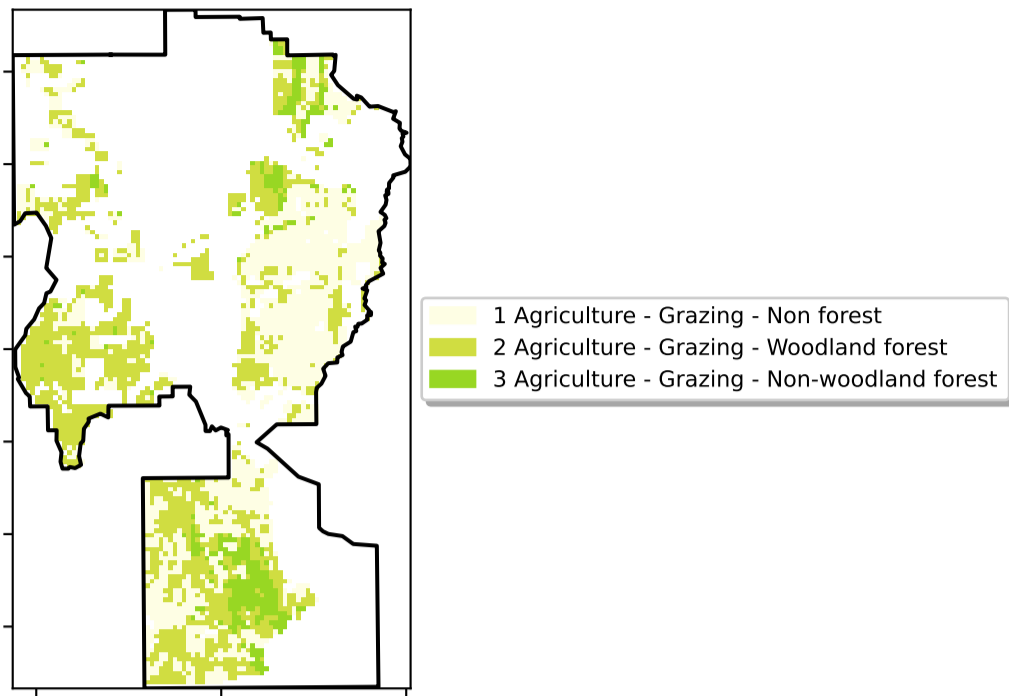 1 Agriculture - Grazing - Non forest
2 Agriculture - Grazing - Woodland forest
3 Agriculture - Grazing - Non-woodland forest